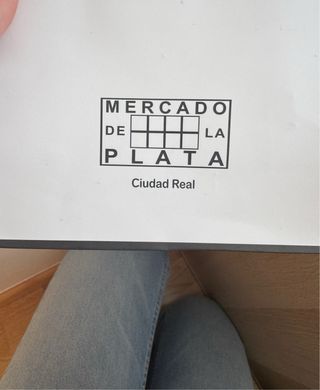 MERCADO
DE LA
PLATA
Ciudad Real